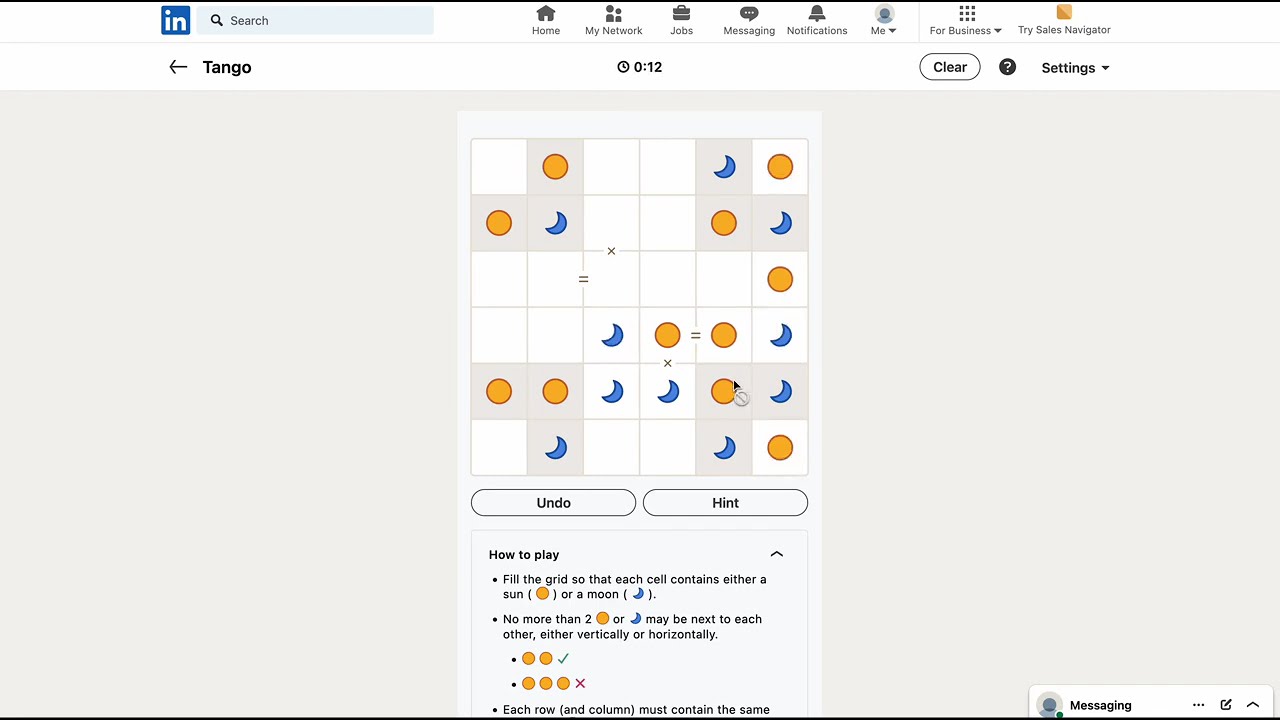 in
Search
Home
My Network
Jobs
Messaging
Notifications
Me
For Business
Try Sales Navigator
Tango
0:12
Clear
?
Settings
×
=
=
×
Undo
Hint
How to play
• Fill the grid so that each cell contains either a
sun ( ) or a moon ( ).
• No more than 2 or may be next to each
other, either vertically or horizontally.
•
•
• Each row (and column) must contain the same
Messaging